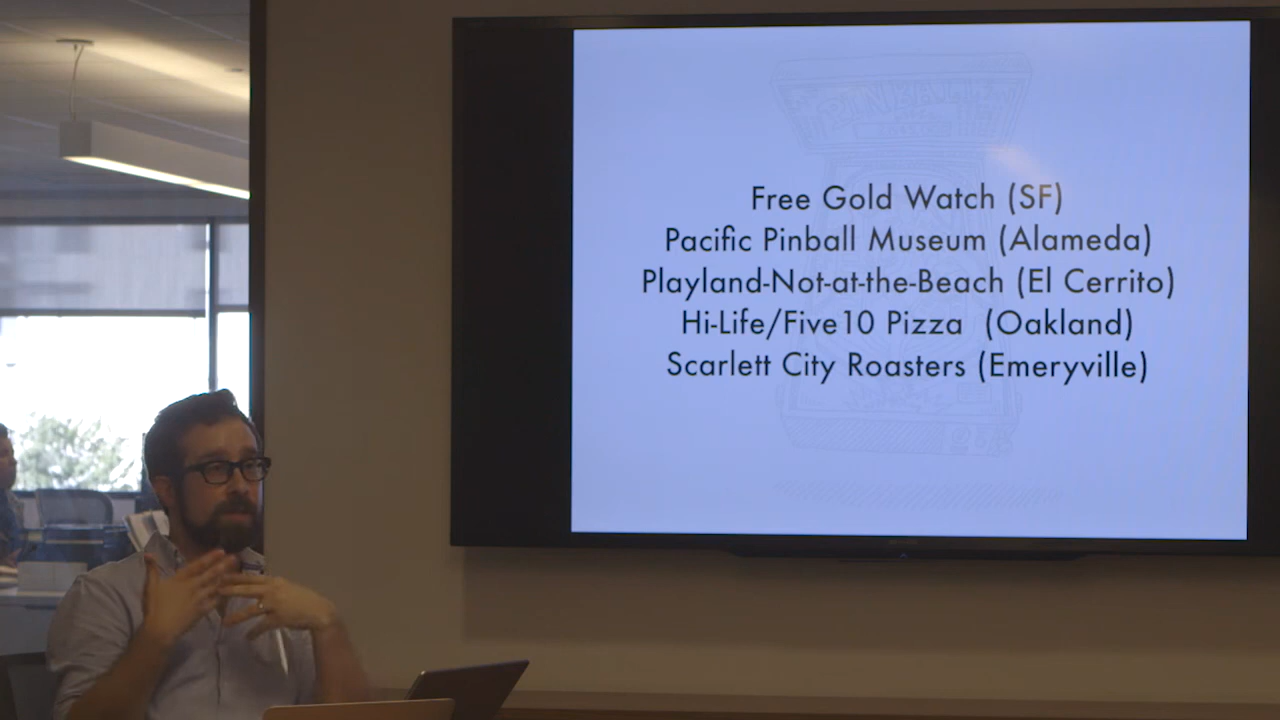 PINBALL
Free Gold Watch (SF)
Pacific Pinball Museum (Alameda)
Playland-Not-at-the-Beach (El Cerrito)
Hi-Life/Five10 Pizza (Oakland)
Scarlett City Roasters (Emeryville)